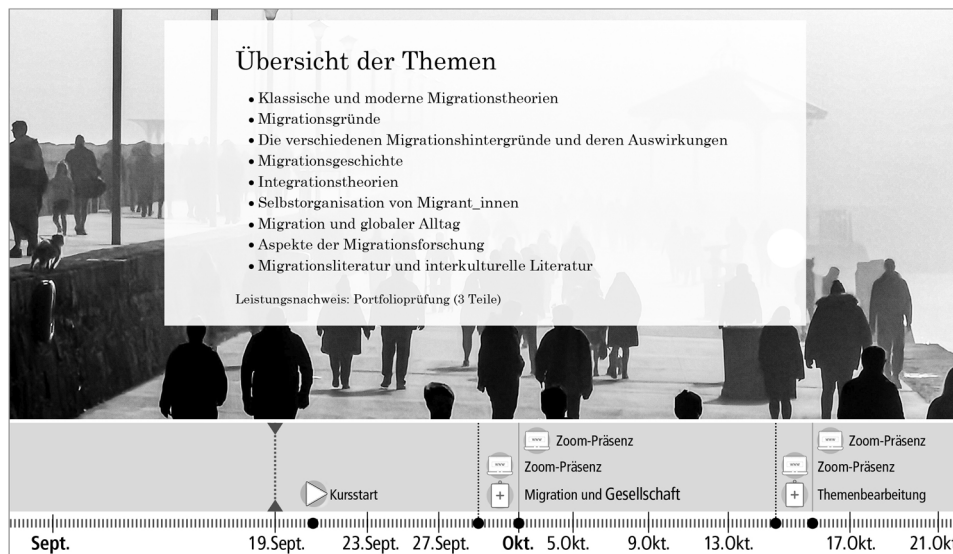 Übersicht der Themen
• Klassische und moderne Migrationstheorien
• Migrationsgründe
• Die verschiedenen Migrationshintergründe und deren Auswirkungen
• Migrationsgeschichte
• Integrationstheorien
• Selbstorganisation von Migrant_innen
• Migration und globaler Alltag
• Aspekte der Migrationsforschung
• Migrationsliteratur und interkulturelle Literatur
Leistungsnachweis: Portfolioprüfung (3 Teile)
Zoom-Präsenz Zoom-Präsenz
Zoom-Präsenz Zoom-Präsenz
Kursstart Migration und Gesellschaft Themenbearbeitung
Sept. 19.Sept. 23.Sept. 27.Sept. Okt. 5.Okt. 9.Okt. 13.Okt. 17.Okt. 21.Okt.